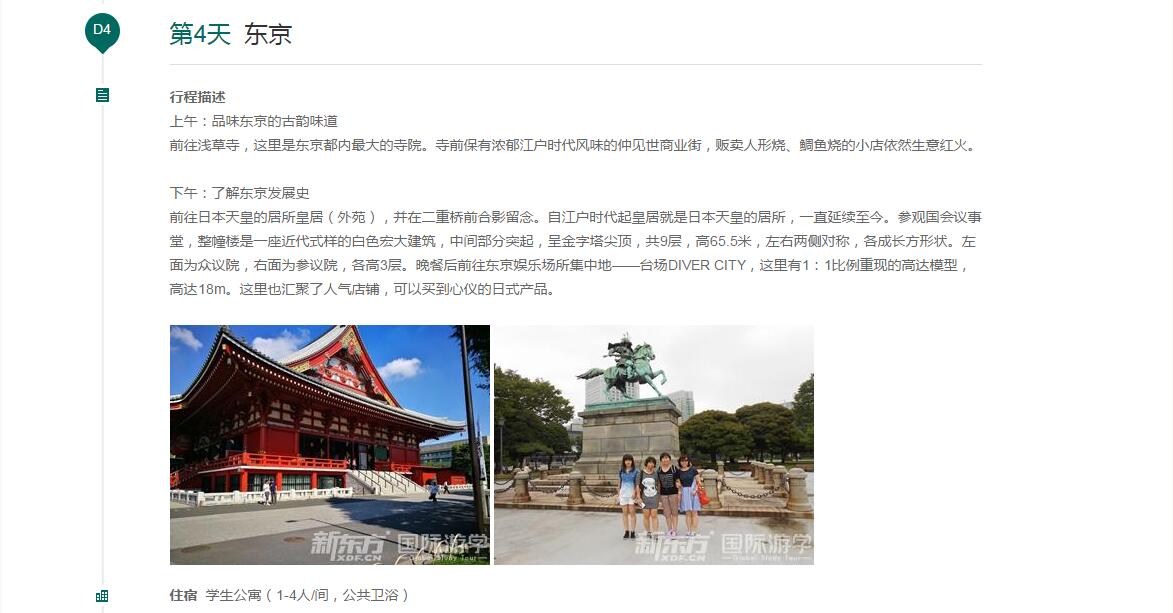 D4
第4天 东京
行程描述
上午：品味东京的古韵味道
前往浅草寺，这里是东京都内最大的寺院。寺前保有浓郁江户时代风味的仲见世商业街，贩卖人形烧、鲷鱼烧的小店依然生意红火。
下午：了解东京发展史
前往日本天皇的居所皇居（外苑），并在二重桥前合影留念。自江户时代起皇居就是日本天皇的居所，一直延续至今。参观国会议事
堂，整幢楼是一座近代式样的白色宏大建筑，中间部分突起，呈金字塔尖顶，共9层，高65.5米，左右两侧对称，各成长方形状。左
面为众议院，右面为参议院，各高3层。晚餐后前往东京娱乐场所集中地——台场DIVER CITY，这里有1：1比例重现的高达模型，
高达18m。这里也汇聚了人气店铺，可以买到心仪的日式产品。
新东方 国际游学
XDF.CN Global Study Tour
新东方 国际游学
XDF.CN Global Study Tour
住宿 学生公寓（1-4人/间，公共卫浴）